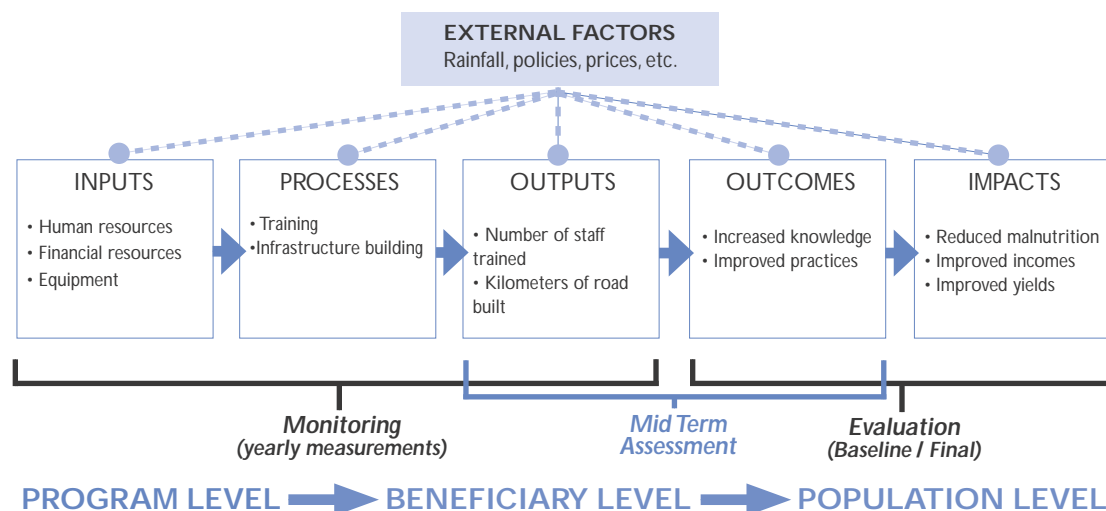 EXTERNAL FACTORS
Rainfall, policies, prices, etc.
INPUTS
• Human resources
• Financial resources
• Equipment
PROCESSES
• Training
•Infrastructure building
OUTPUTS
• Number of staff
trained
• Kilometers of road
built
OUTCOMES
• Increased knowledge
• Improved practices
IMPACTS
• Reduced malnutrition
• Improved incomes
• Improved yields
Monitoring
(yearly measurements)
Mid Term
Assessment
Evaluation
(Baseline / Final)
PROGRAM LEVEL BENEFICIARY LEVEL POPULATION LEVEL